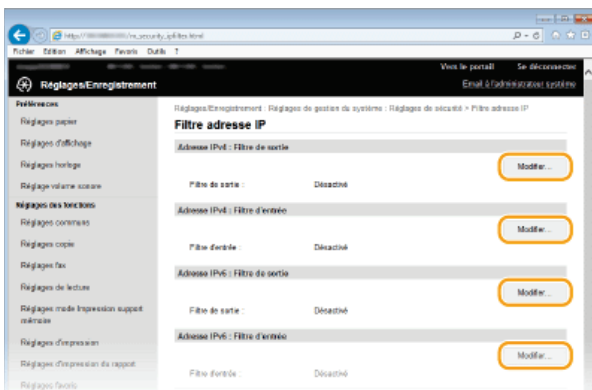 http://
/rx_security_ipfilter.html
Fichier Edition Affichage Favoris Outils ?
Vers le portail Se déconnecter
Réglages/Enregistrement
Email à l'administrateur système
Préférences
Réglages papier
Réglages d'affichage
Réglages horloge
Réglage volume sonore
Réglages des fonctions
Réglages communs
Réglages copie
Réglages fax
Réglages de lecture
Réglages mode Impression support
mémoire
Réglages d'impression
Réglages d'impression du rapport
Réglages favoris
Réglages/Enregistrement : Réglages de gestion du système : Réglages de sécurité > Filtre adresse IP
Filtre adresse IP
Adresse IPv4 : Filtre de sortie
Modifier...
Filtre de sortie : Désactivé
Adresse IPv4 : Filtre d'entrée
Modifier...
Filtre d'entrée : Désactivé
Adresse IPv6 : Filtre de sortie
Modifier...
Filtre de sortie : Désactivé
Adresse IPv6 : Filtre d'entrée
Modifier...
Filtre d'entrée : Désactivé